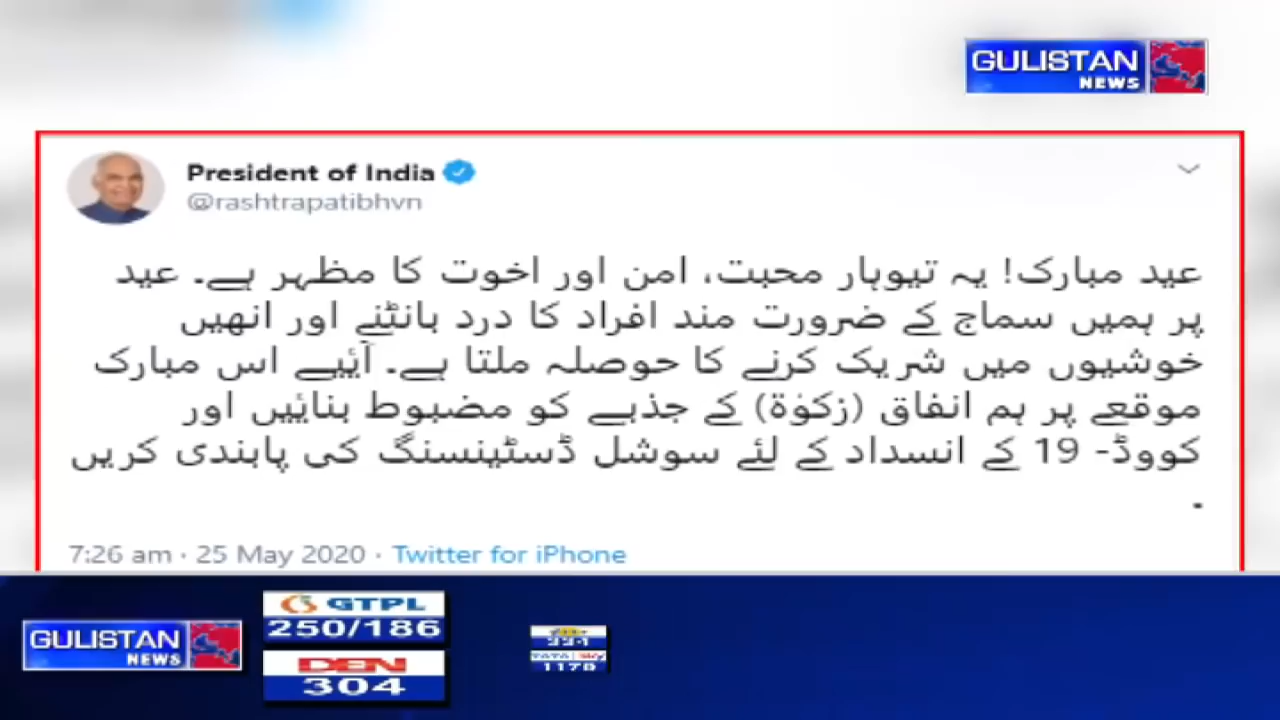 GULISTAN
NEWS
President of India
@rashtrapatibhvn
عید مبارک! یہ تیوہار محبت، امن اور اخوت کا مظہر ہے۔ عید
پر ہمیں سماج کے ضرورت مند افراد کا درد بانٹنے اور انھیں
خوشیوں میں شریک کرنے کا حوصلہ ملتا ہے۔ آئیے اس مبارک
موقعے پر ہم انفاق (زکوٰۃ) کے جذبے کو مضبوط بنائیں اور
کووڈ- 19 کے انسداد کے لئے سوشل ڈسٹینسنگ کی پابندی کریں
.
7:26 am · 25 May 2020 · Twitter for iPhone
GULISTAN
NEWS
GTPL
250/186
DEN
304
TATA sky